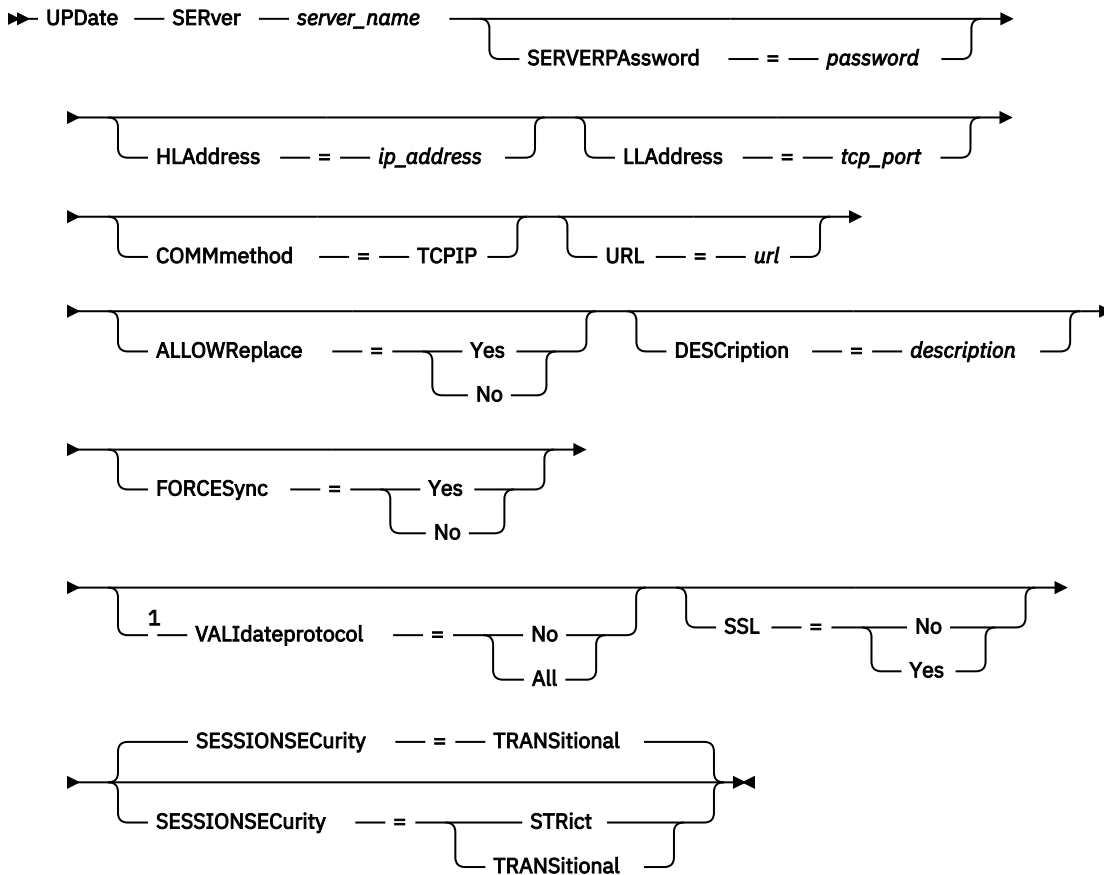 UPDate SERver server_name
SERVERPAssword = password
HLAddress = ip_address LLAddress = tcp_port
COMMmethod = TCPIP URL = url
ALLOWReplace = Yes DESCription = description
No
FORCESync = Yes
No
1
VALIdateprotocol = No SSL = No
All Yes
SESSIONSECurity = TRANSitional
SESSIONSECurity = STRict
TRANSitional